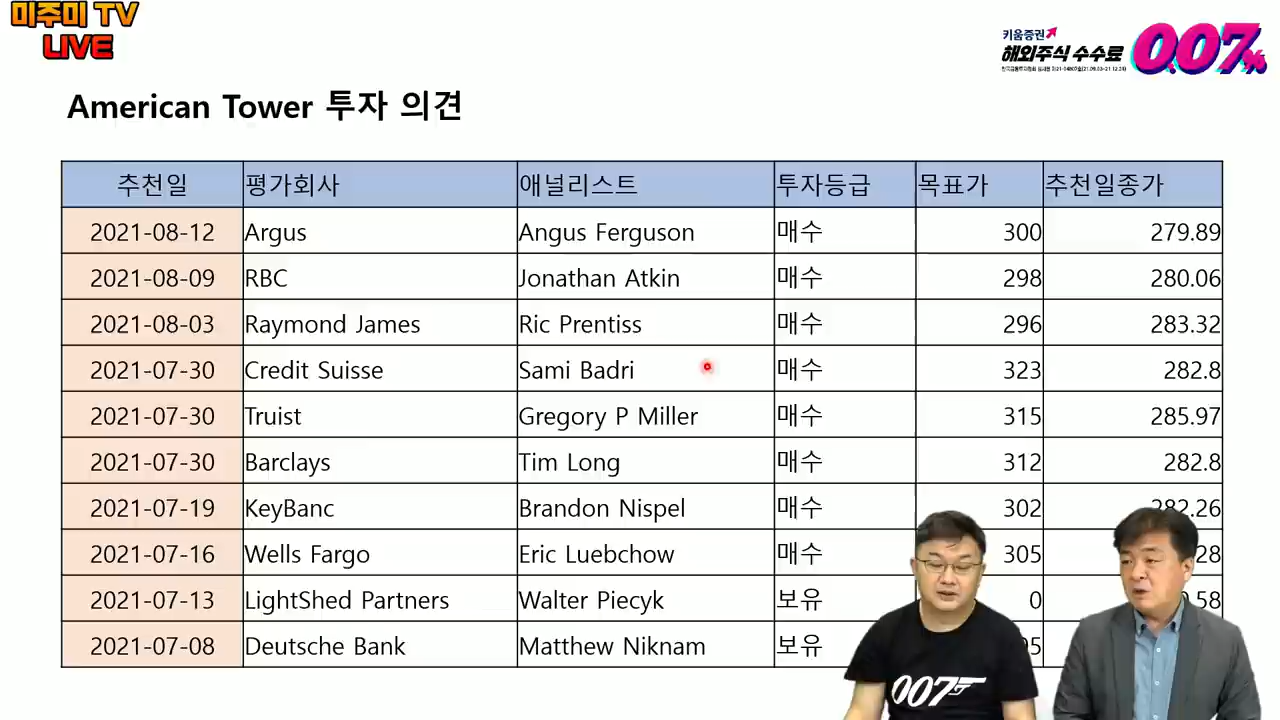 미주미 TV
LIVE
키움증권
해외주식 수수료
0.07%
American Tower 투자 의견
추천일 평가회사 애널리스트 투자등급 목표가 추천일종가
2021-08-12 Argus Angus Ferguson 매수 300 279.89
2021-08-09 RBC Jonathan Atkin 매수 298 280.06
2021-08-03 Raymond James Ric Prentiss 매수 296 283.32
2021-07-30 Credit Suisse Sami Badri 매수 323 282.8
2021-07-30 Truist Gregory P Miller 매수 315 285.97
2021-07-30 Barclays Tim Long 매수 312 282.8
2021-07-19 KeyBanc Brandon Nispel 매수 302 282.26
2021-07-16 Wells Fargo Eric Luebchow 매수 305
2021-07-13 LightShed Partners Walter Piecyk 보유 0
2021-07-08 Deutsche Bank Matthew Niknam 보유
007